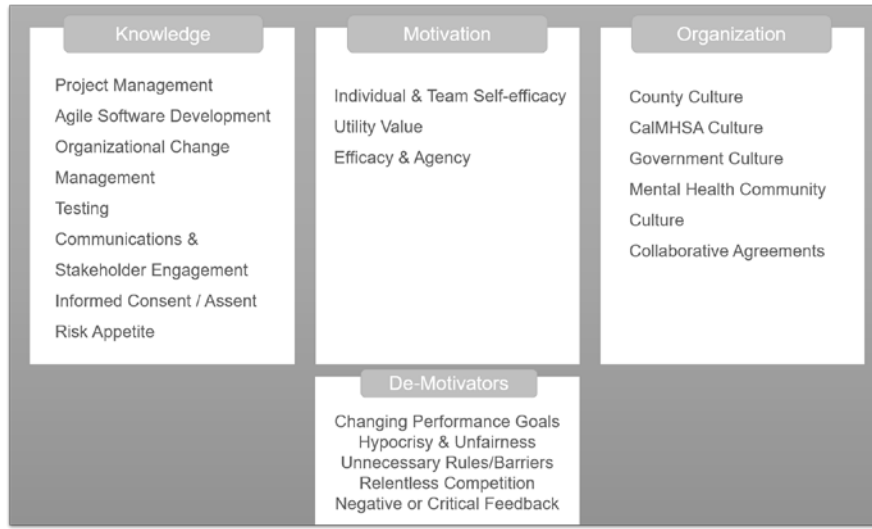 Knowledge
Project Management
Agile Software Development
Organizational Change
Management
Testing
Communications &
Stakeholder Engagement
Informed Consent / Assent
Risk Appetite
Motivation
Individual & Team Self-efficacy
Utility Value
Efficacy & Agency
Organization
County Culture
CalMHSA Culture
Government Culture
Mental Health Community
Culture
Collaborative Agreements
De-Motivators
Changing Performance Goals
Hypocrisy & Unfairness
Unnecessary Rules/Barriers
Relentless Competition
Negative or Critical Feedback